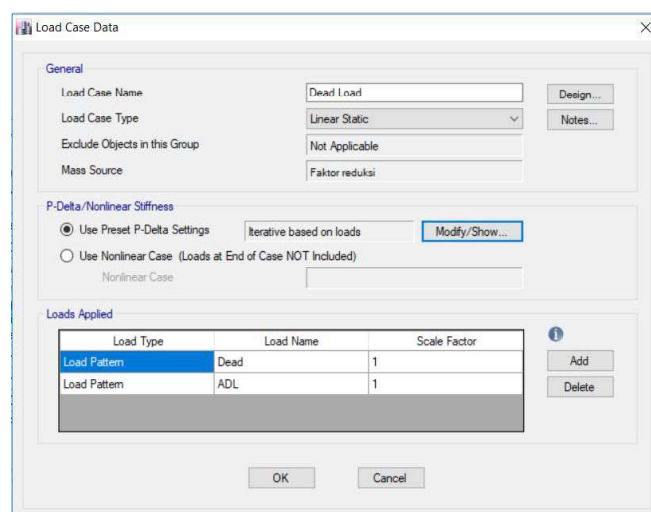 Load Case Data
General
Load Case Name Dead Load Design...
Load Case Type Linear Static Notes...
Exclude Objects in this Group Not Applicable
Mass Source Faktor reduksi
P-Delta/Nonlinear Stiffness
Use Preset P-Delta Settings Iterative based on loads Modify/Show...
Use Nonlinear Case (Loads at End of Case NOT Included)
Nonlinear Case
Loads Applied
Load Type Load Name Scale Factor
Load Pattern Dead 1 Add
Load Pattern ADL 1 Delete
OK Cancel